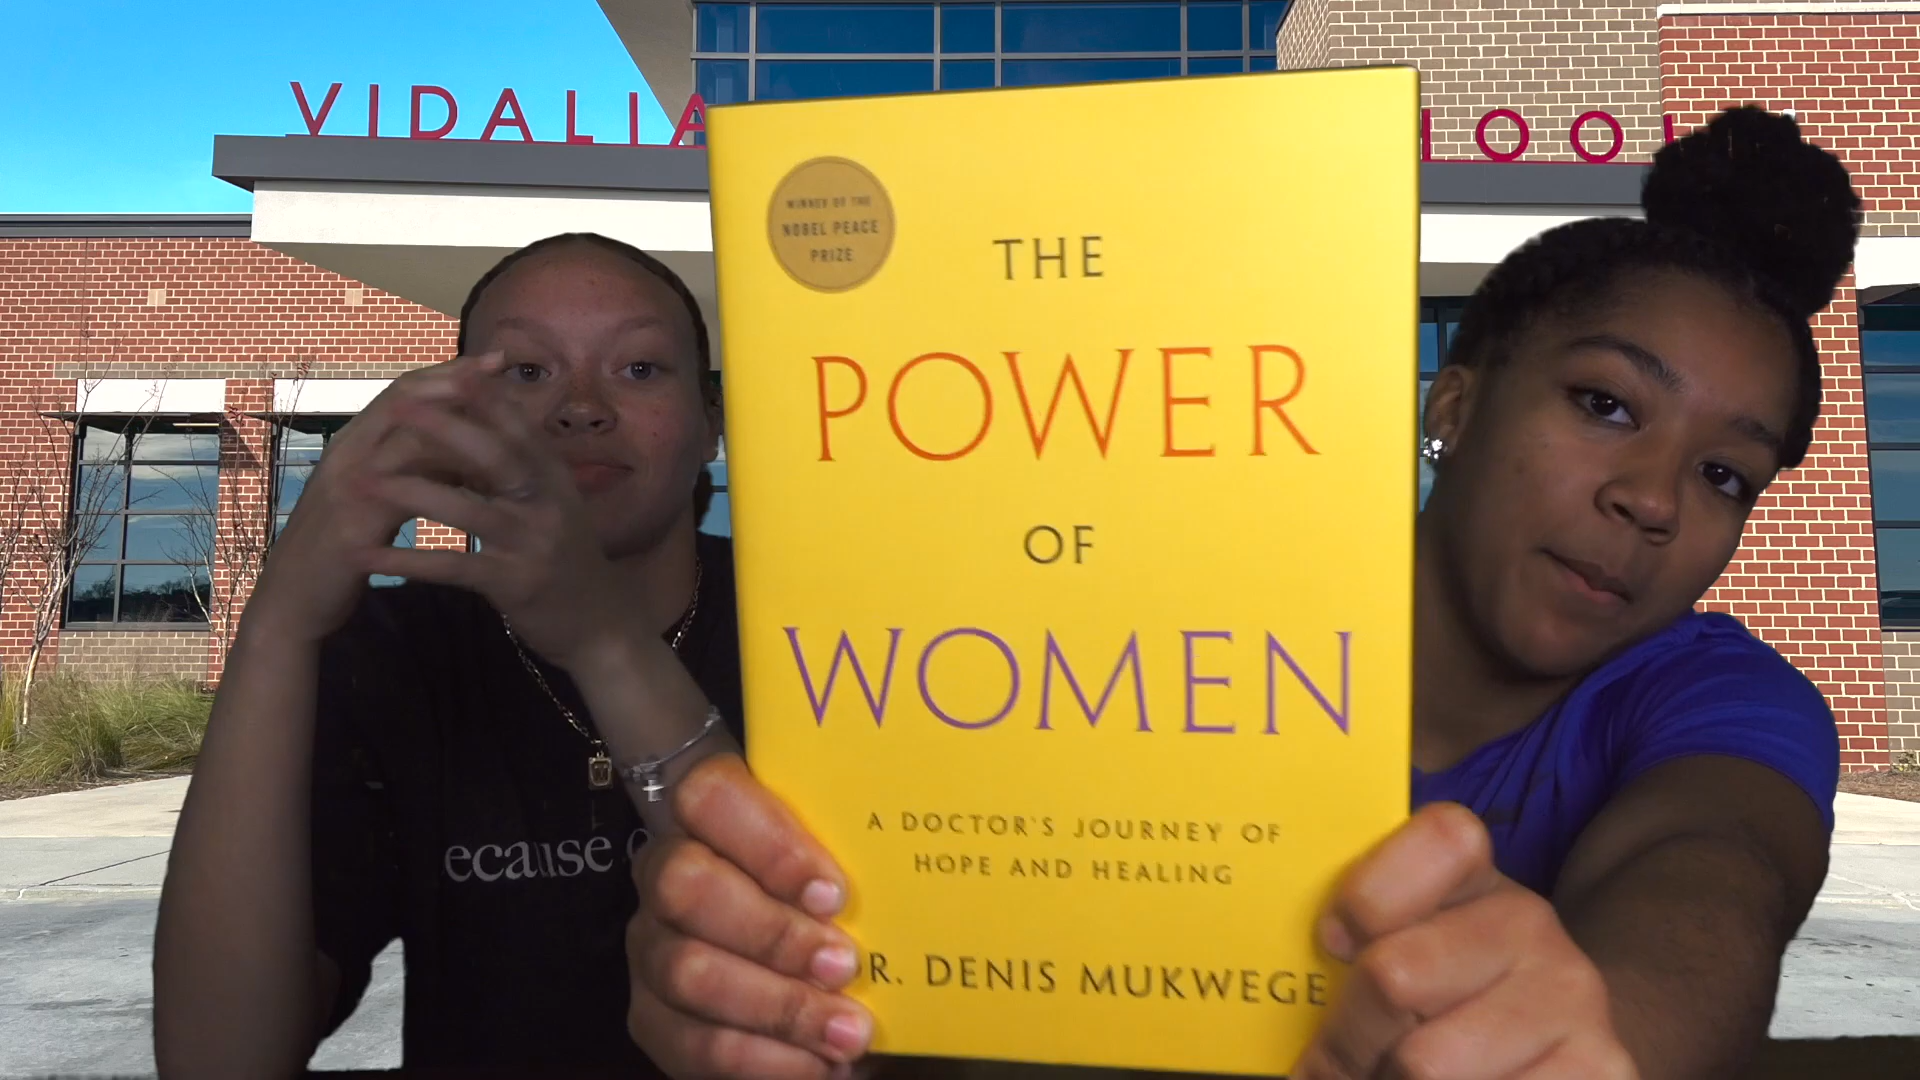 VIDALIA
OO
WINNER OF THE
NOBEL PEACE
PRIZE
THE
POWER
OF
WOMEN
A DOCTOR'S JOURNEY OF
HOPE AND HEALING
R. DENIS MUKWEGE
ecause